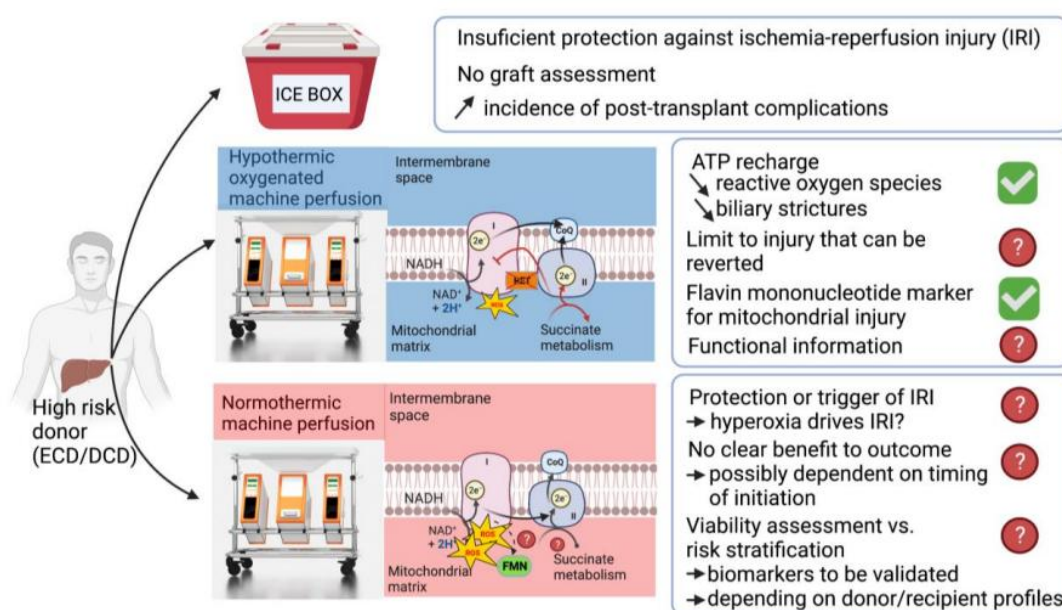 ICE BOX
Insuficient protection against ischemia-reperfusion injury (IRI)
No graft assessment
↗ incidence of post-transplant complications
Hypothermic
oxygenated
machine perfusion
Intermembrane
space
I
CoQ
2e⁻
NADH
2e⁻
RET
II
NAD⁺
+ 2H⁺
ROS
Mitochondrial
matrix
Succinate
metabolism
ATP recharge
↘ reactive oxygen species
↘ biliary strictures
Limit to injury that can be
reverted
?
Flavin mononucleotide marker
for mitochondrial injury
Functional information
?
High risk
donor
(ECD/DCD)
Normothermic
machine perfusion
Intermembrane
space
I
CoQ
2e⁻
NADH
2e⁻
II
NAD⁺
+ 2H⁺
ROS
ROS
?
?
FMN
Mitochondrial
matrix
Succinate
metabolism
Protection or trigger of IRI
?
→ hyperoxia drives IRI?
No clear benefit to outcome
?
→ possibly dependent on timing
of initiation
Viability assessment vs.
?
risk stratification
→ biomarkers to be validated
→ depending on donor/recipient profiles